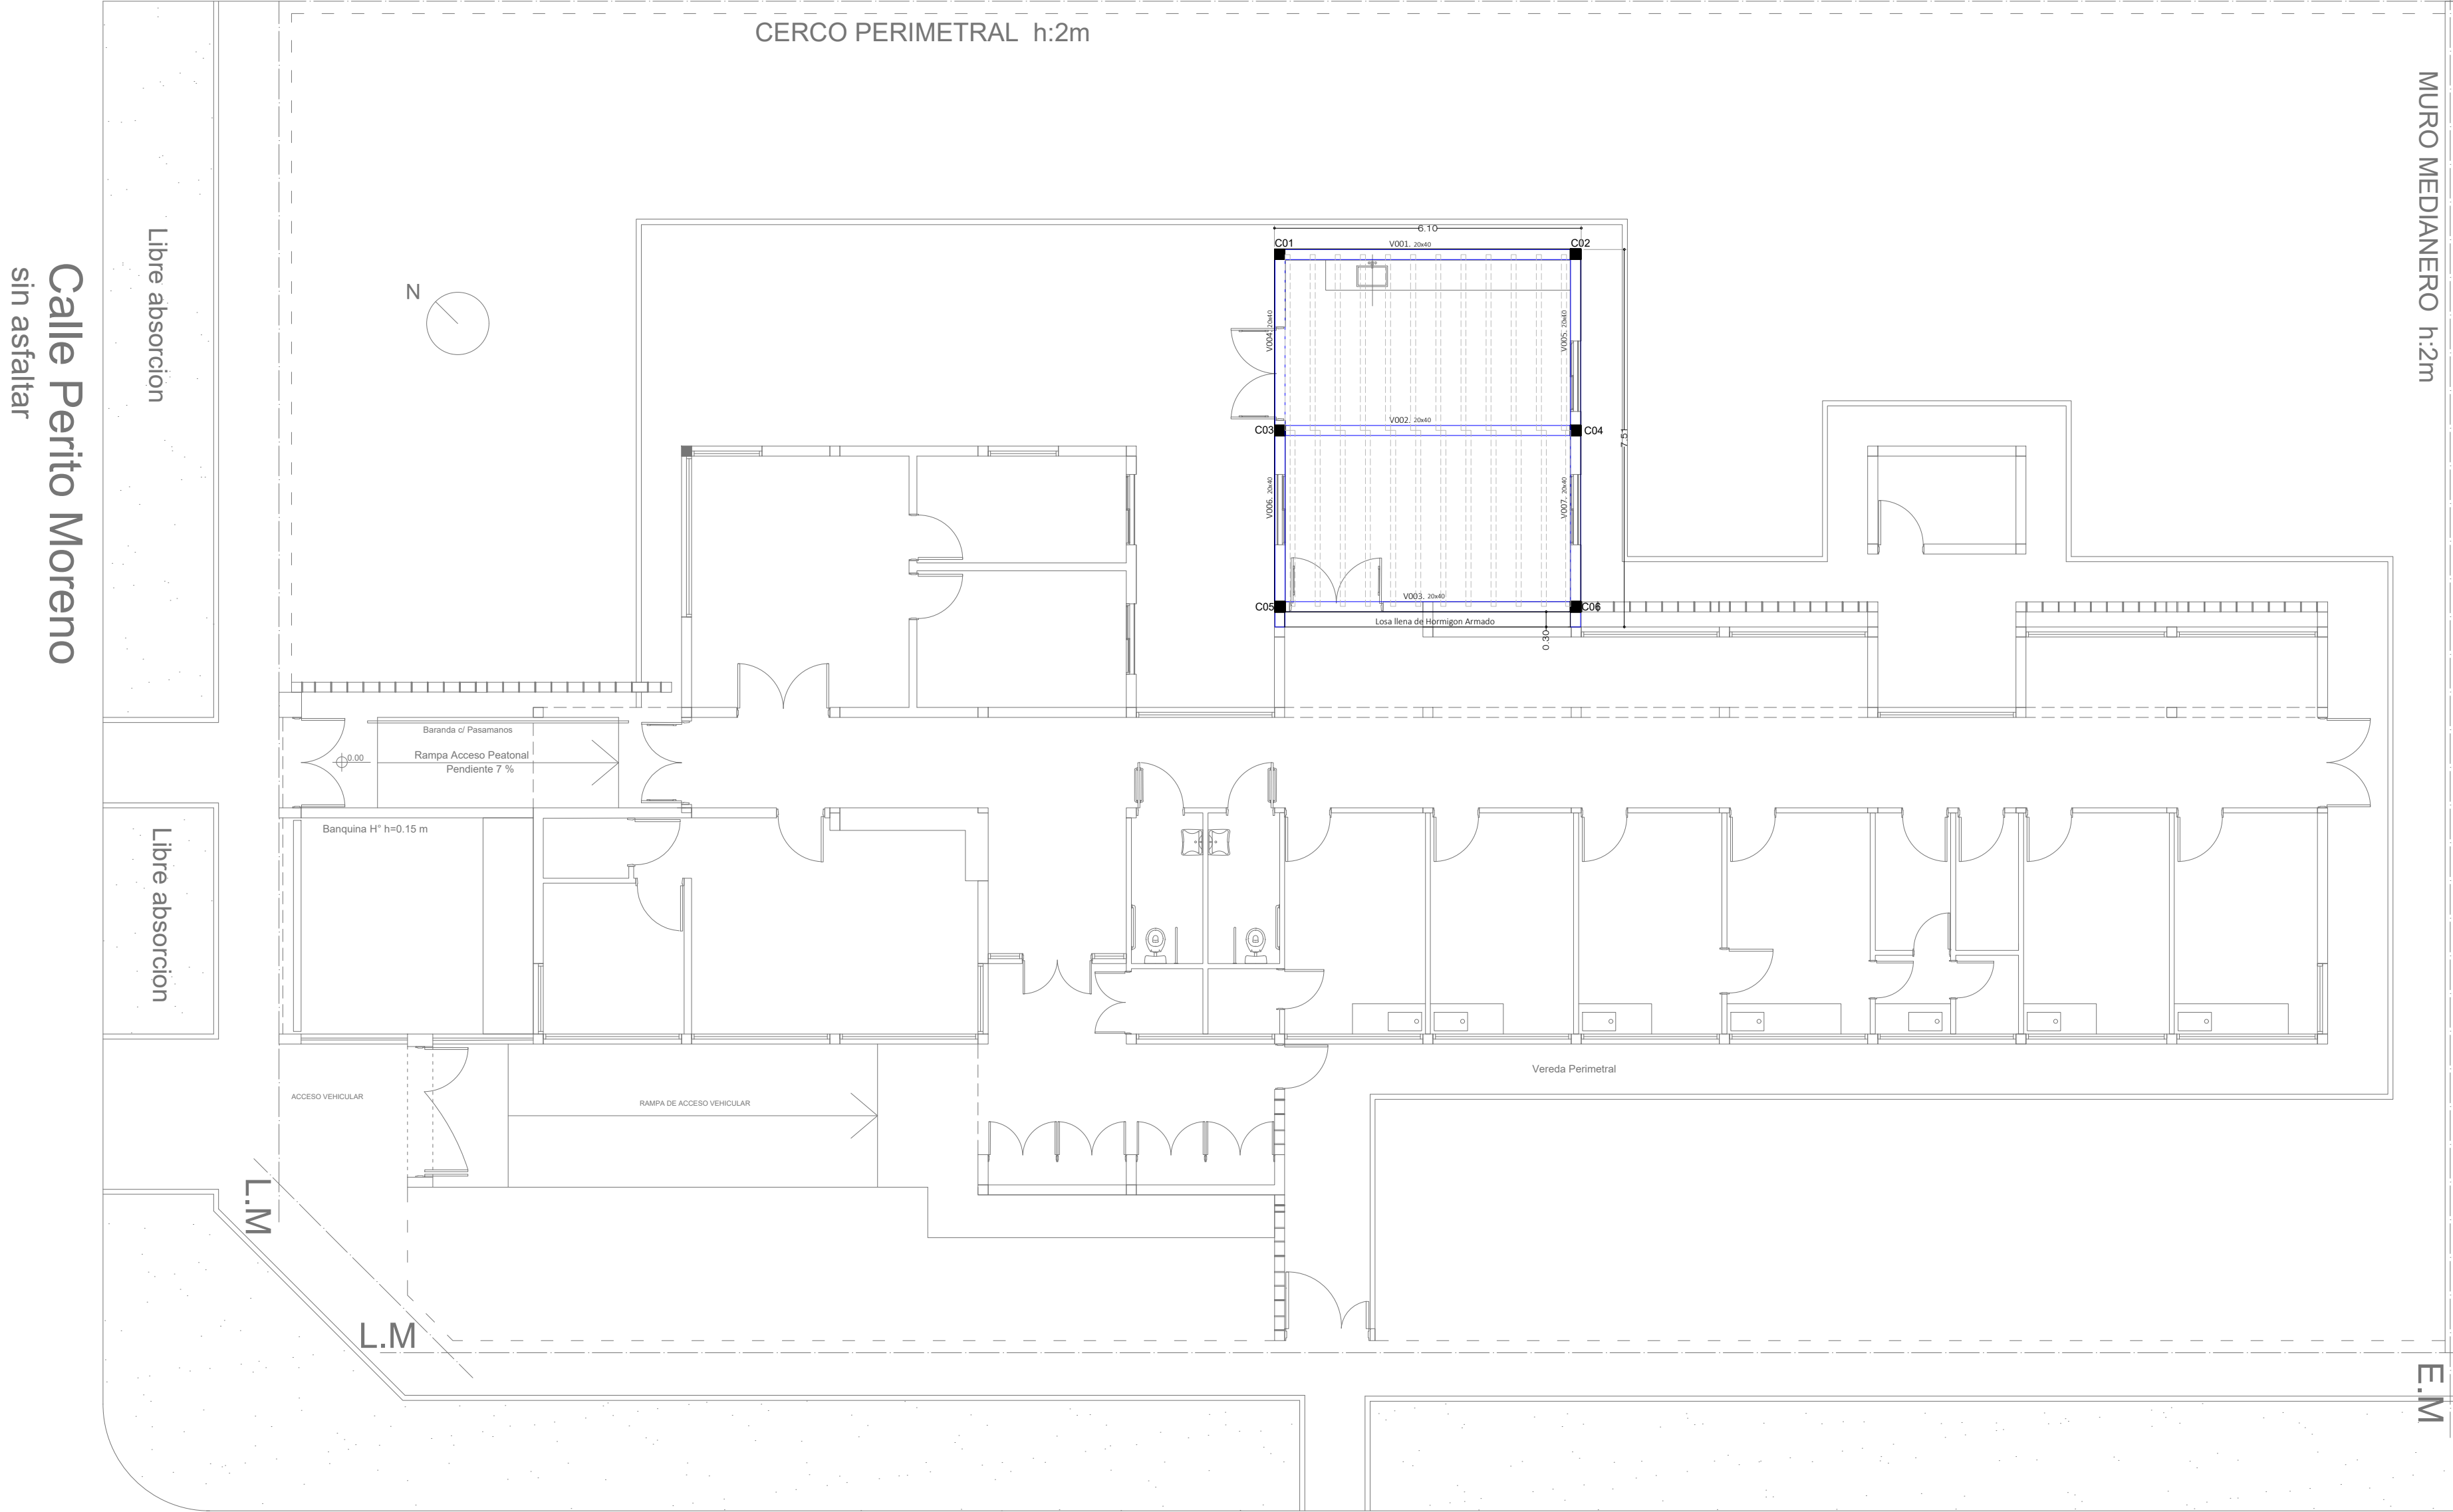 CERCO PERIMETRAL h:2m
MURO MEDIANERO h:2m
Calle Perito Moreno
sin asfaltar
Libre absorcion
N
6.10
C01
V001. 20x40
C02
V004. 20x40
V005. 20x40
C03
V002. 20x40
C04
7.51
V006. 20x40
V007. 20x40
C05
V003. 20x40
C06
Losa llena de Hormigon Armado
0.30
Baranda c/ Pasamanos
0.00
Rampa Acceso Peatonal
Pendiente 7 %
Banquina H° h=0.15 m
Libre absorcion
Vereda Perimetral
ACCESO VEHICULAR
RAMPA DE ACCESO VEHICULAR
L.M
L.M
E.M